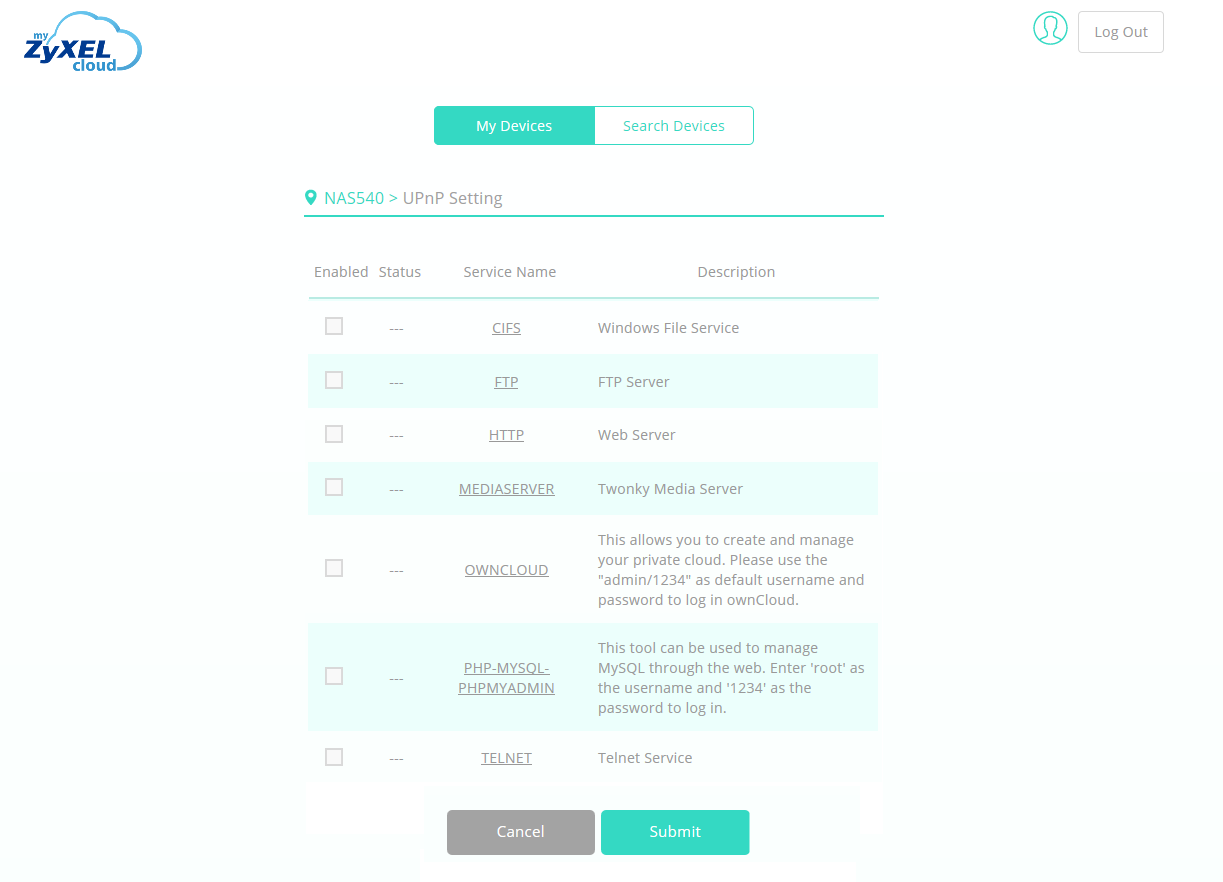 my
ZyXEL
cloud
Log Out
My Devices Search Devices
NAS540 > UPnP Setting
Enabled Status Service Name Description
--- CIFS Windows File Service
--- FTP FTP Server
--- HTTP Web Server
--- MEDIASERVER Twonky Media Server
This allows you to create and manage
your private cloud. Please use the
--- OWNCLOUD
"admin/1234" as default username and
password to log in ownCloud.
This tool can be used to manage
PHP-MYSQL- MySQL through the web. Enter 'root' as
---
PHPMYADMIN the username and '1234' as the
password to log in.
--- TELNET Telnet Service
Cancel Submit